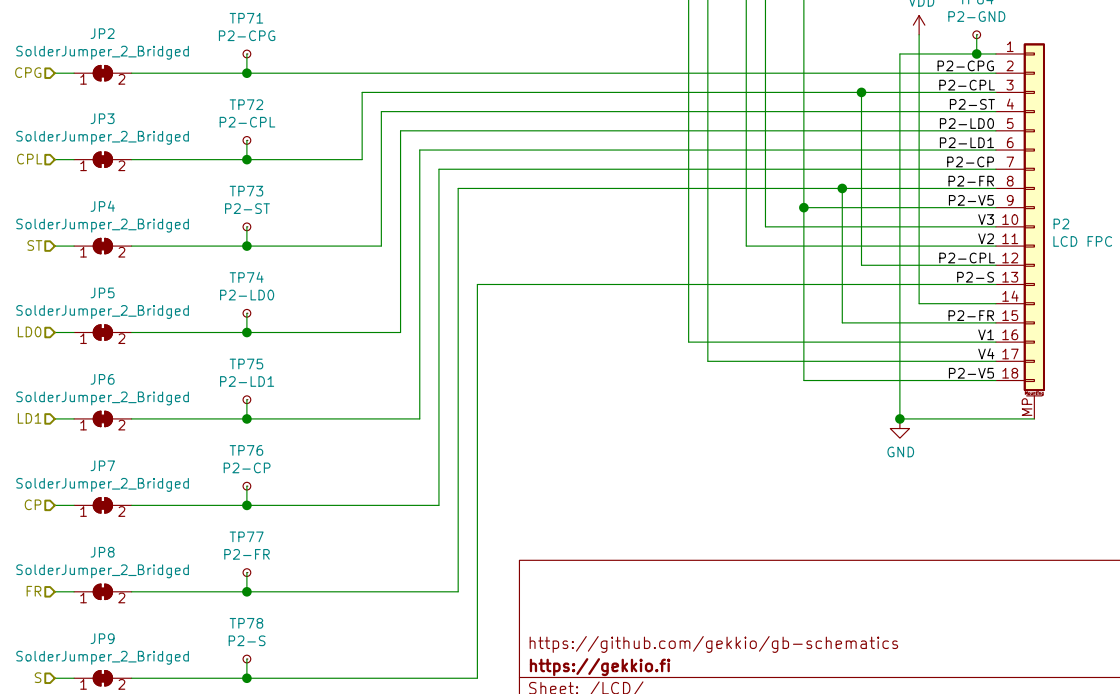 JP2
SolderJumper_2_Bridged
CPG
1
2
TP71
P2-CPG
JP3
SolderJumper_2_Bridged
CPL
1
2
TP72
P2-CPL
JP4
SolderJumper_2_Bridged
ST
1
2
TP73
P2-ST
JP5
SolderJumper_2_Bridged
LD0
1
2
TP74
P2-LD0
JP6
SolderJumper_2_Bridged
LD1
1
2
TP75
P2-LD1
JP7
SolderJumper_2_Bridged
CP
1
2
TP76
P2-CP
JP8
SolderJumper_2_Bridged
FR
1
2
TP77
P2-FR
JP9
SolderJumper_2_Bridged
S
1
2
TP78
P2-S
VDD
P2-GND
1
P2-CPG 2
P2-CPL 3
P2-ST 4
P2-LD0 5
P2-LD1 6
P2-CP 7
P2-FR 8
P2-V5 9
V3 10
V2 11
P2-CPL 12
P2-S 13
14
P2-FR 15
V1 16
V4 17
P2-V5 18
MP
P2
LCD FPC
GND
https://github.com/gekkio/gb-schematics
https://gekkio.fi
Sheet: /LCD/